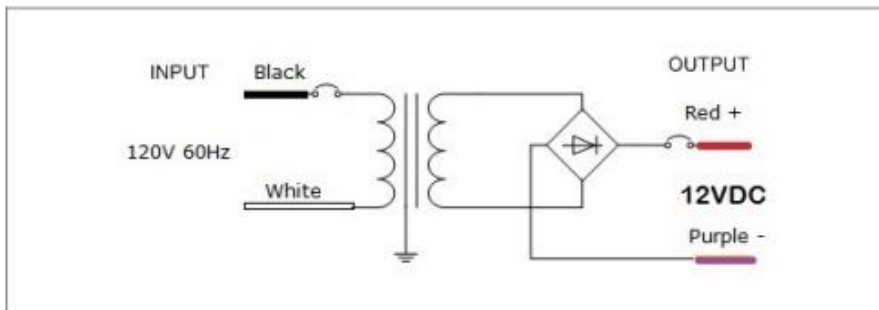 INPUT
Black
120V 60Hz
White
OUTPUT
Red +
12VDC
Purple -